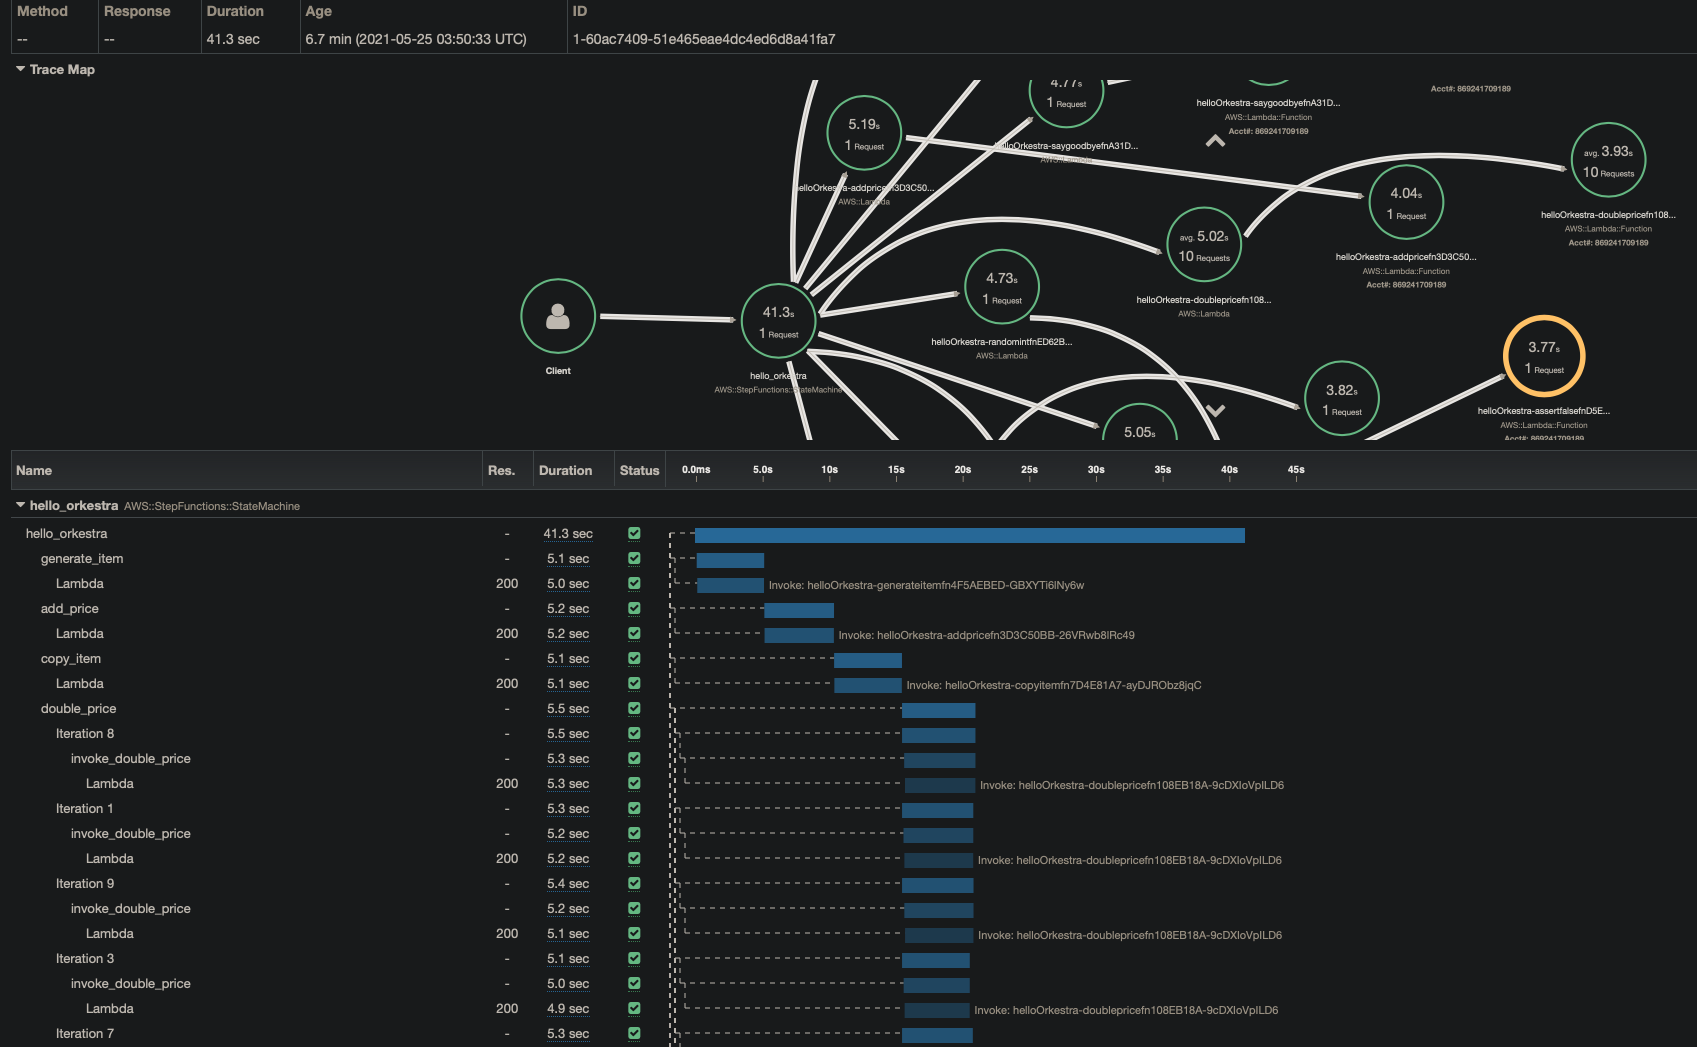 Method Response Duration Age ID
-- -- 41.3 sec 6.7 min (2021-05-25 03:50:33 UTC) 1-60ac7409-51e465eae4dc4ed6d8a41fa7
Trace Map
4.77s
1 Request
helloOrkestra-saygoodbyefnA31D...
AWS::Lambda
helloOrkestra-saygoodbyefnA31D...
AWS::Lambda::Function
Acct#: 869241709189
Acct#: 869241709189
5.19s
1 Request
helloOrkestra-addpricefn3D3C50...
AWS::Lambda
avg. 3.93s
10 Requests
helloOrkestra-doublepricefn108...
AWS::Lambda::Function
Acct#: 869241709189
4.04s
1 Request
helloOrkestra-addpricefn3D3C50...
AWS::Lambda::Function
Acct#: 869241709189
avg. 5.02s
10 Requests
helloOrkestra-doublepricefn108...
AWS::Lambda
4.73s
1 Request
helloOrkestra-randomintfnED62B...
AWS::Lambda
Client
41.3s
1 Request
hello_orkestra
AWS::StepFunctions::StateMachine
3.77s
1 Request
helloOrkestra-assertfalsefnD5E...
AWS::Lambda::Function
Acct#: 869241709189
3.82s
1 Request
5.05s
Name Res. Duration Status 0.0ms 5.0s 10s 15s 20s 25s 30s 35s 40s 45s
hello_orkestra AWS::StepFunctions::StateMachine
hello_orkestra - 41.3 sec
generate_item - 5.1 sec
Lambda 200 5.0 sec Invoke: helloOrkestra-generateitemfn4F5AEBED-GBXYTi6lNy6w
add_price - 5.2 sec
Lambda 200 5.2 sec Invoke: helloOrkestra-addpricefn3D3C50BB-26VRwb8lRc49
copy_item - 5.1 sec
Lambda 200 5.1 sec Invoke: helloOrkestra-copyitemfn7D4E81A7-ayDJRObz8jqC
double_price - 5.5 sec
Iteration 8 - 5.5 sec
invoke_double_price - 5.3 sec
Lambda 200 5.3 sec Invoke: helloOrkestra-doublepricefn108EB18A-9cDXIoVpILD6
Iteration 1 - 5.3 sec
invoke_double_price - 5.2 sec
Lambda 200 5.2 sec Invoke: helloOrkestra-doublepricefn108EB18A-9cDXIoVpILD6
Iteration 9 - 5.4 sec
invoke_double_price - 5.2 sec
Lambda 200 5.1 sec Invoke: helloOrkestra-doublepricefn108EB18A-9cDXIoVpILD6
Iteration 3 - 5.1 sec
invoke_double_price - 5.0 sec
Lambda 200 4.9 sec Invoke: helloOrkestra-doublepricefn108EB18A-9cDXIoVpILD6
Iteration 7 - 5.3 sec